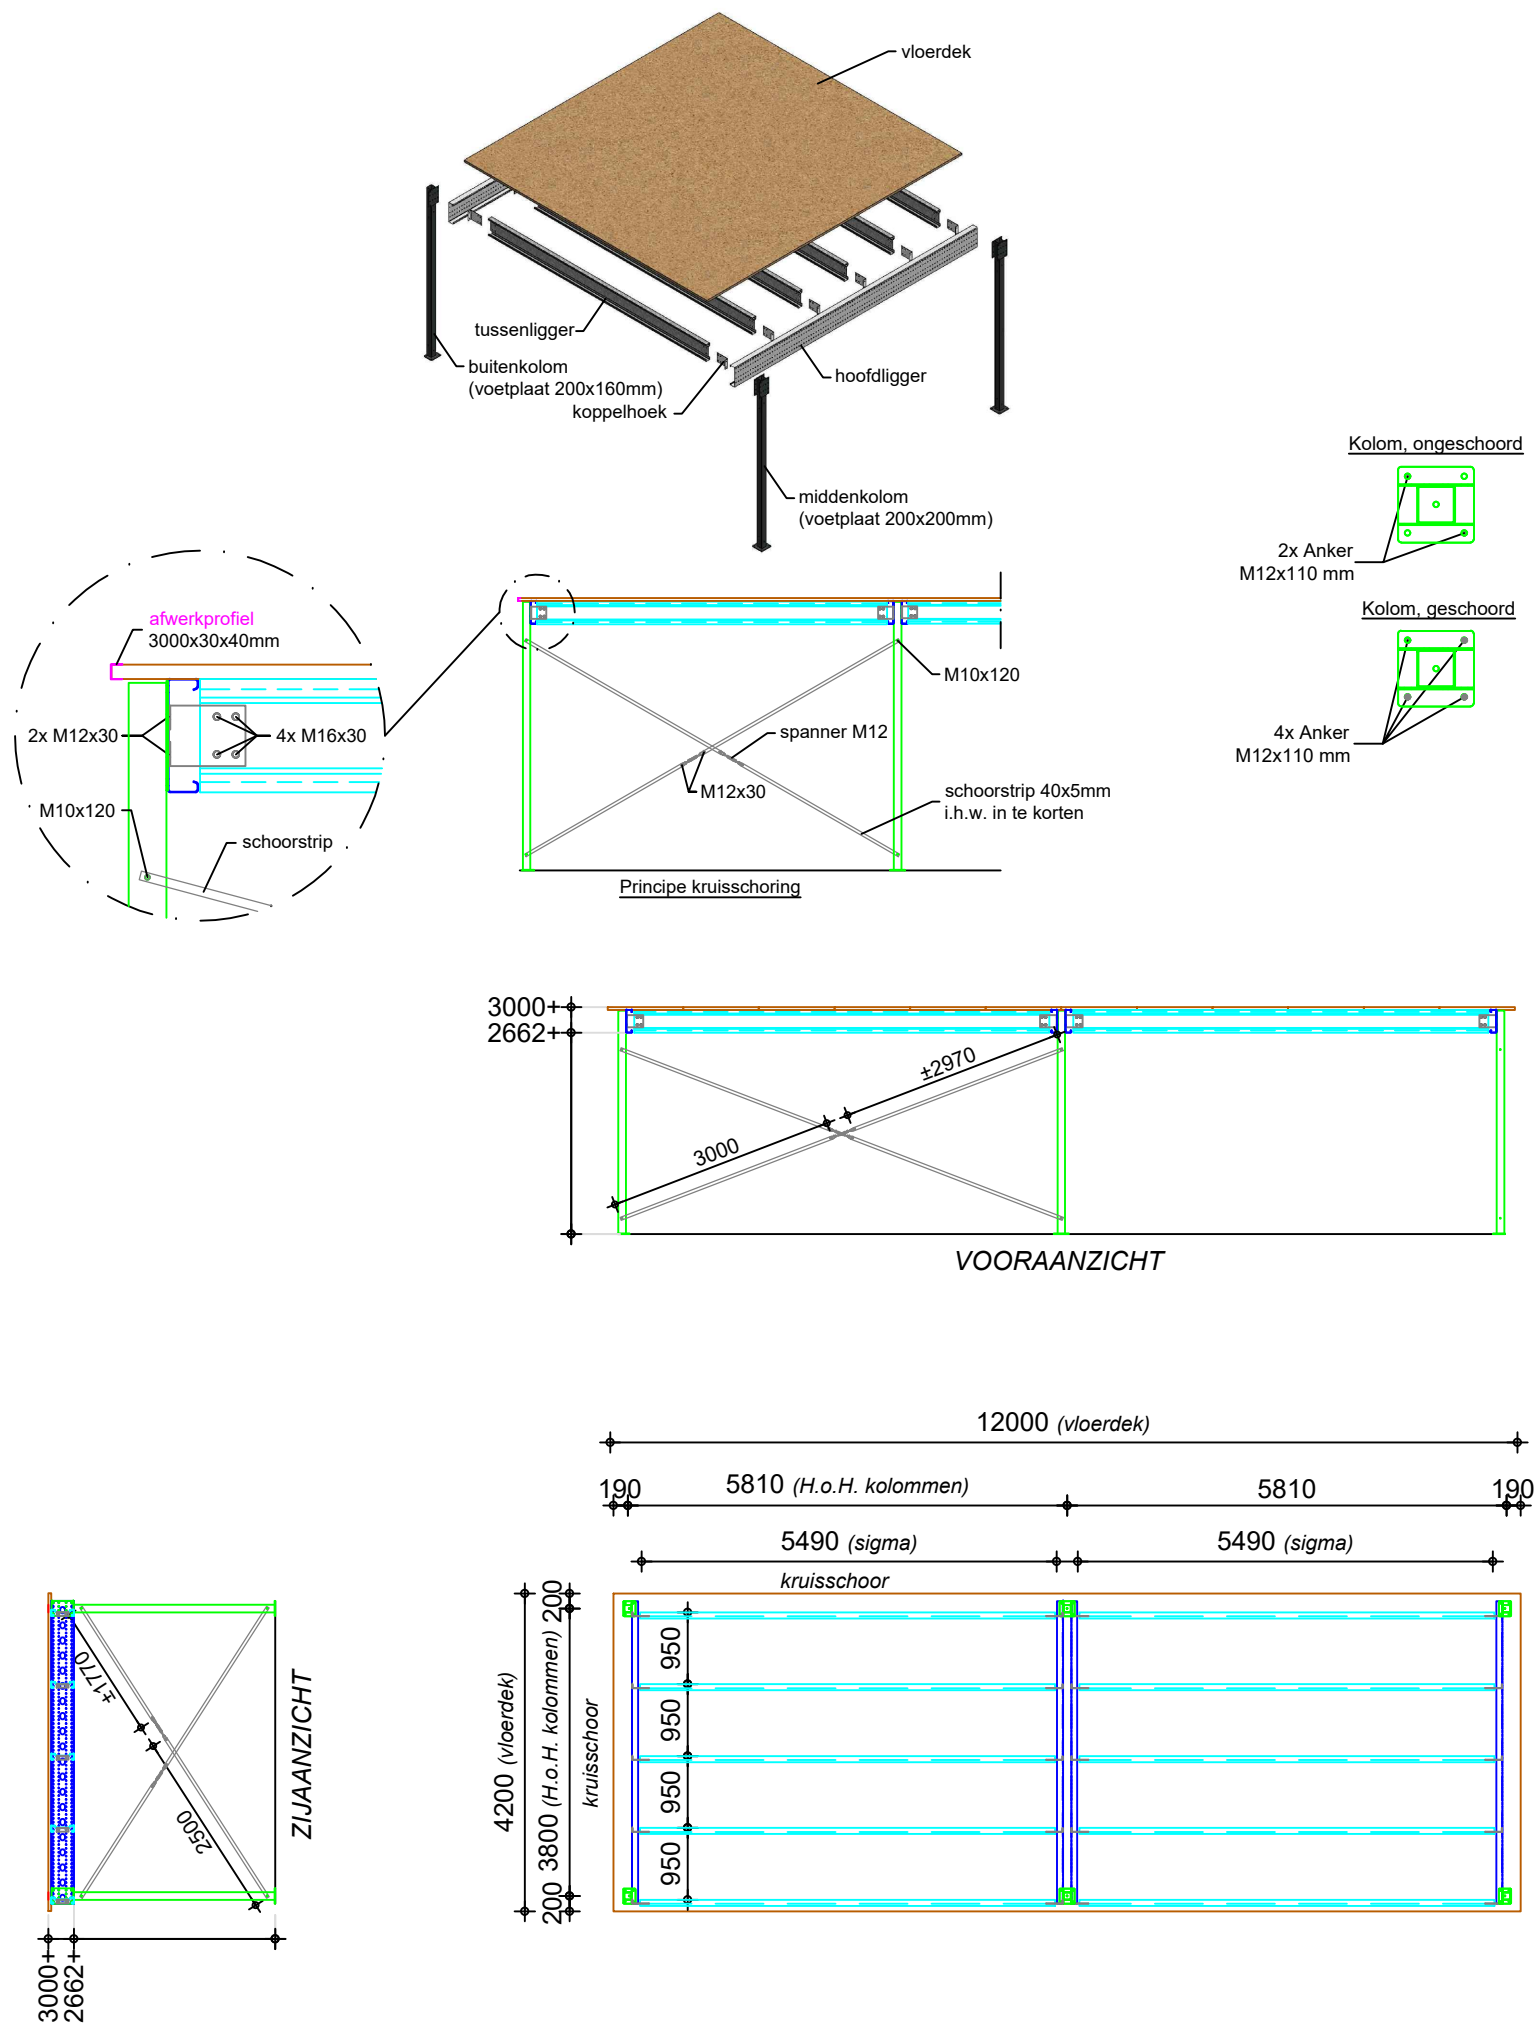 vloerdek
tussenligger
buitenkolom
(voetplaat 200x160mm)
koppelhoek
hoofdligger
middenkolom
(voetplaat 200x200mm)
Kolom, ongeschoord
2x Anker
M12x110 mm
Kolom, geschoord
4x Anker
M12x110 mm
afwerkprofiel
3000x30x40mm
2x M12x30
4x M16x30
M10x120
schoorstrip
M10x120
spanner M12
M12x30
schoorstrip 40x5mm
i.h.w. in te korten
Principe kruisschoring
3000+
2662+
±2970
3000
VOORAANZICHT
12000 (vloerdek)
190
5810 (H.o.H. kolommen)
5810
190
5490 (sigma)
5490 (sigma)
kruisschoor
4200 (vloerdek)
200
3800 (H.o.H. kolommen)
200
kruisschoor
950
950
950
950
±1770
2500
ZIJAANZICHT
3000+
2662+